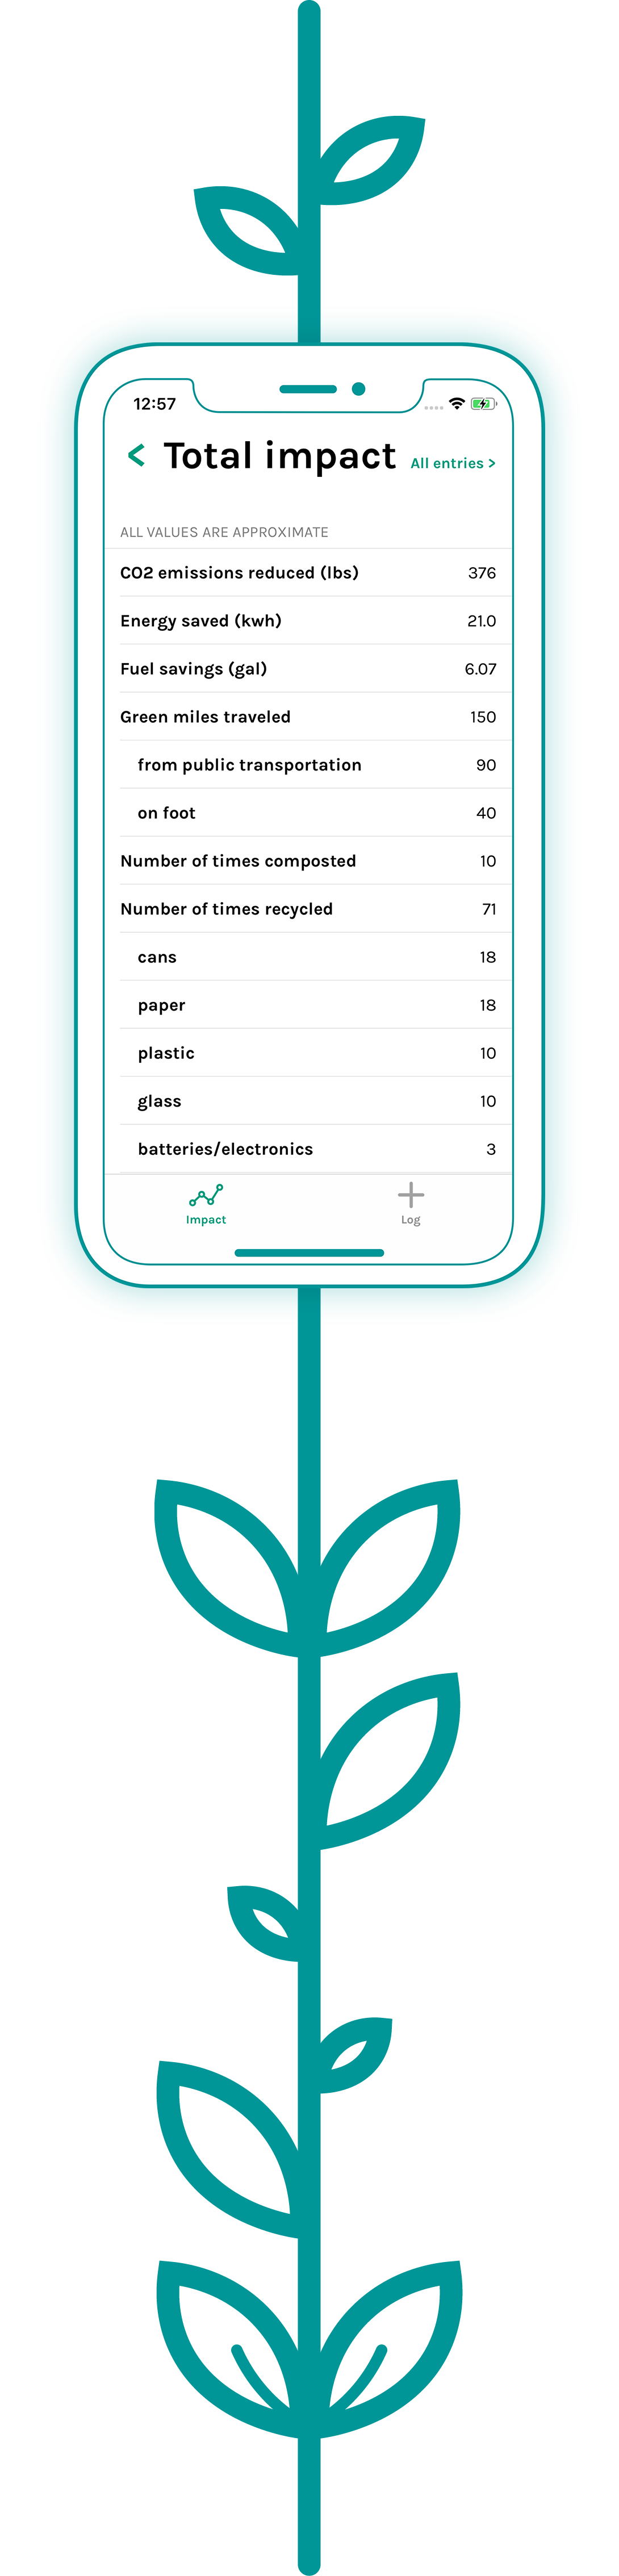 12:57
< Total impact All entries >
ALL VALUES ARE APPROXIMATE
CO2 emissions reduced (lbs) 376
Energy saved (kwh) 21.0
Fuel savings (gal) 6.07
Green miles traveled 150
from public transportation 90
on foot 40
Number of times composted 10
Number of times recycled 71
cans 18
paper 18
plastic 10
glass 10
batteries/electronics 3
Impact Log